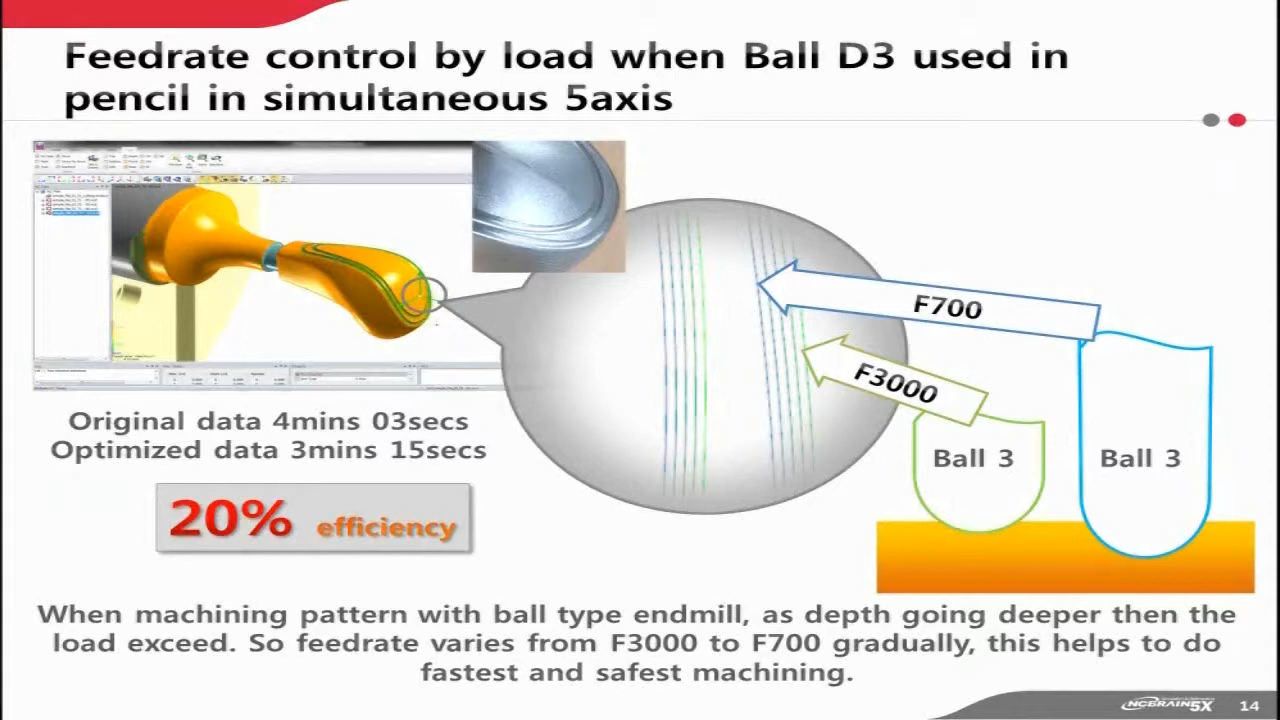 Feedrate control by load when Ball D3 used in
pencil in simultaneous 5axis
F700
F3000
Ball 3
Ball 3
Original data 4mins 03secs
Optimized data 3mins 15secs
20% efficiency
When machining pattern with ball type endmill, as depth going deeper then the
load exceed. So feedrate varies from F3000 to F700 gradually, this helps to do
fastest and safest machining.
NCBRAIN 5X
14